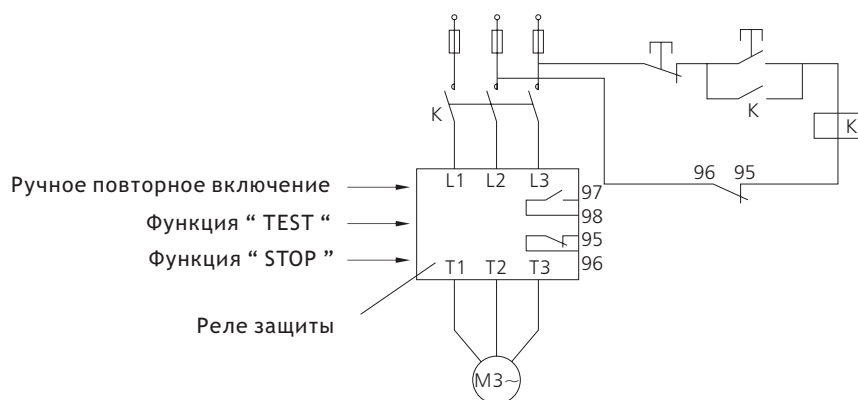 K
K
K
L1 L2 L3
96 95
Ручное повторное включение
97
98
Функция “ TEST “
95
Функция “ STOP ”
96
T1 T2 T3
Реле защиты
M3~